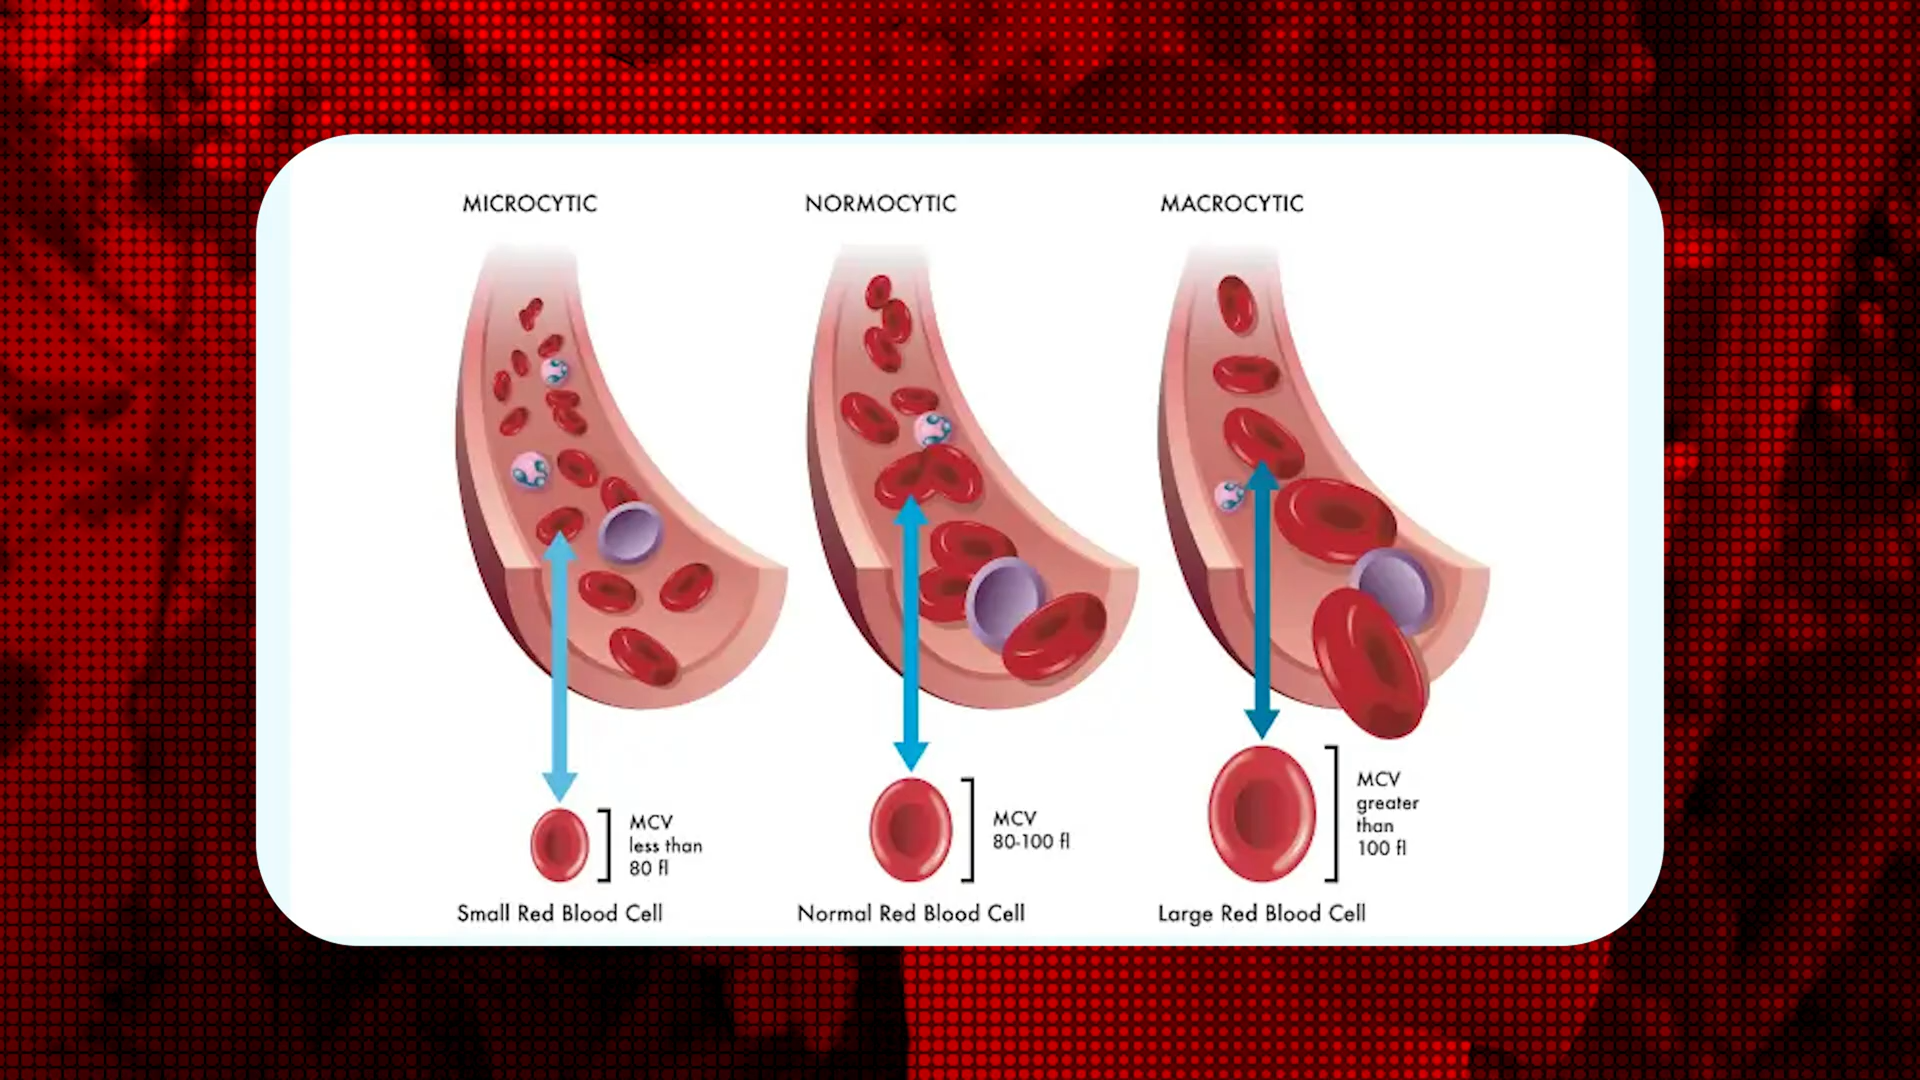 MICROCYTIC
NORMOCYTIC
MACROCYTIC
MCV
less than
80 fl
Small Red Blood Cell
MCV
80-100 fl
Normal Red Blood Cell
MCV
greater
than
100 fl
Large Red Blood Cell